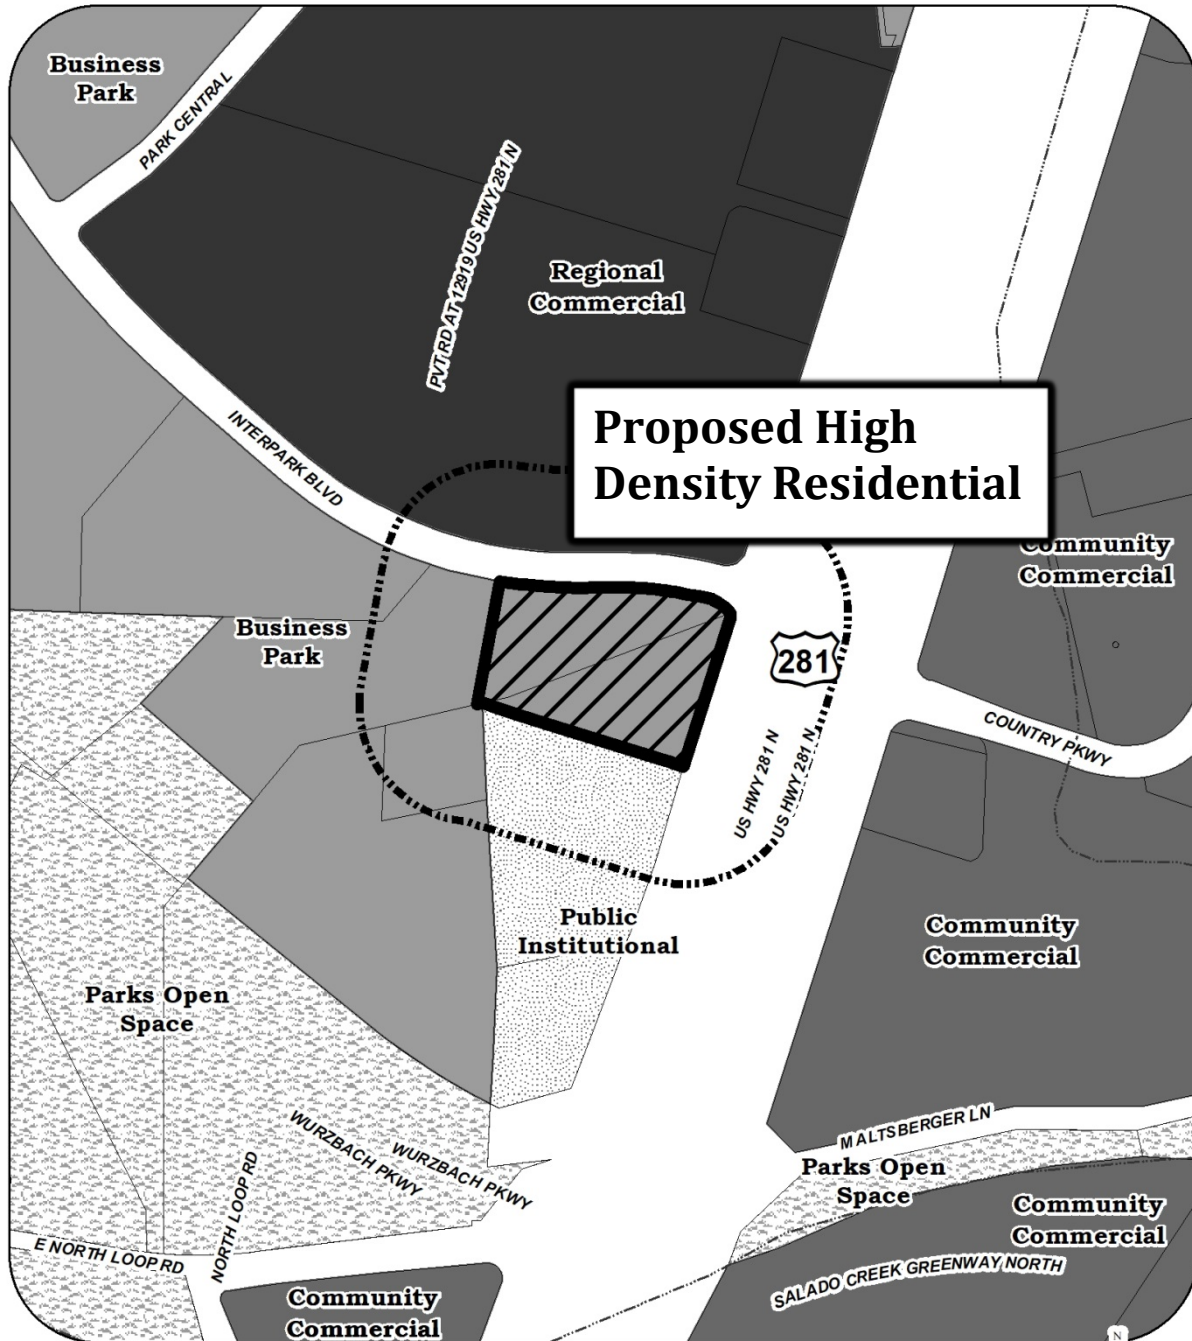 Business
Park
PARK CENTRAL
PVT RD AT 12919 US HWY 281 N
Regional
Commercial
INTERPARK BLVD
Proposed High
Density Residential
Community
Commercial
Business
Park
281
COUNTRY PKWY
US HWY 281 N
US HWY 281 N
Public
Institutional
Community
Commercial
Parks Open
Space
WURZBACH PKWY
WURZBACH PKWY
MALTSBERGER LN
Parks Open
Space
NORTH LOOP RD
E NORTH LOOP RD
Community
Commercial
SALADO CREEK GREENWAY NORTH
Community
Commercial
N